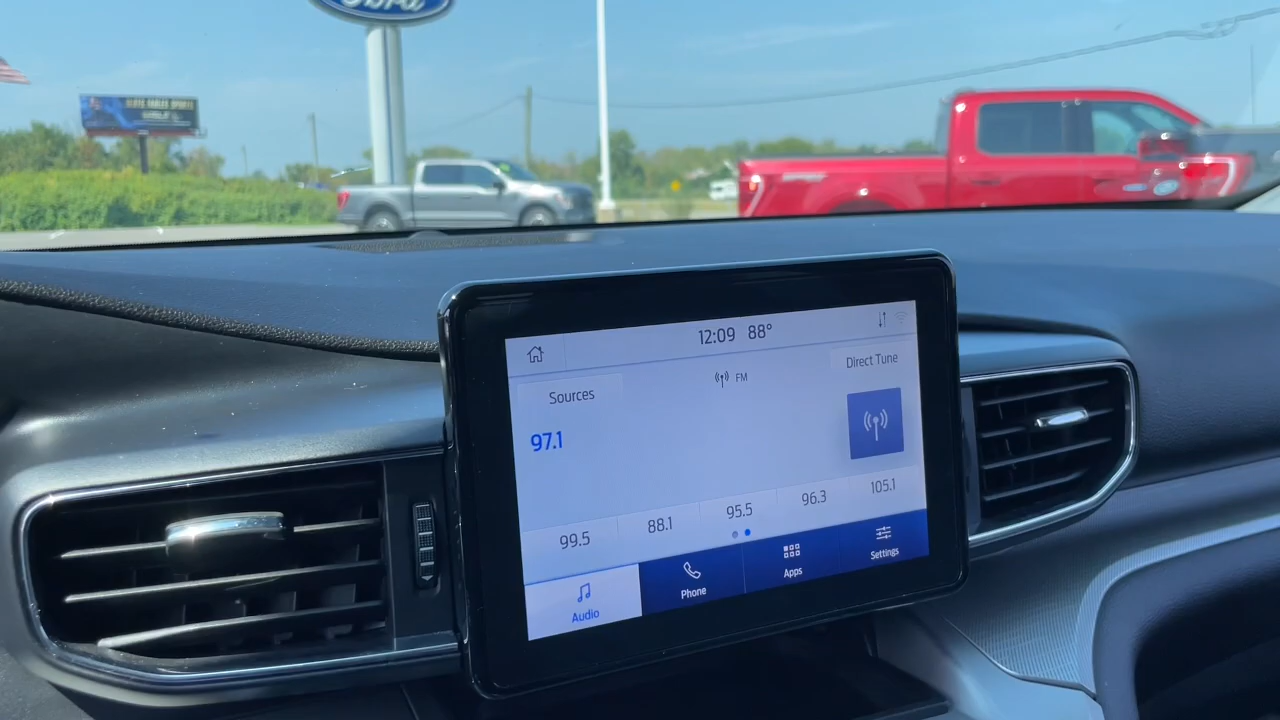 Ford
12:09 88°
Sources
FM
Direct Tune
97.1
99.5 88.1 95.5 96.3 105.1
Audio Phone Apps Settings